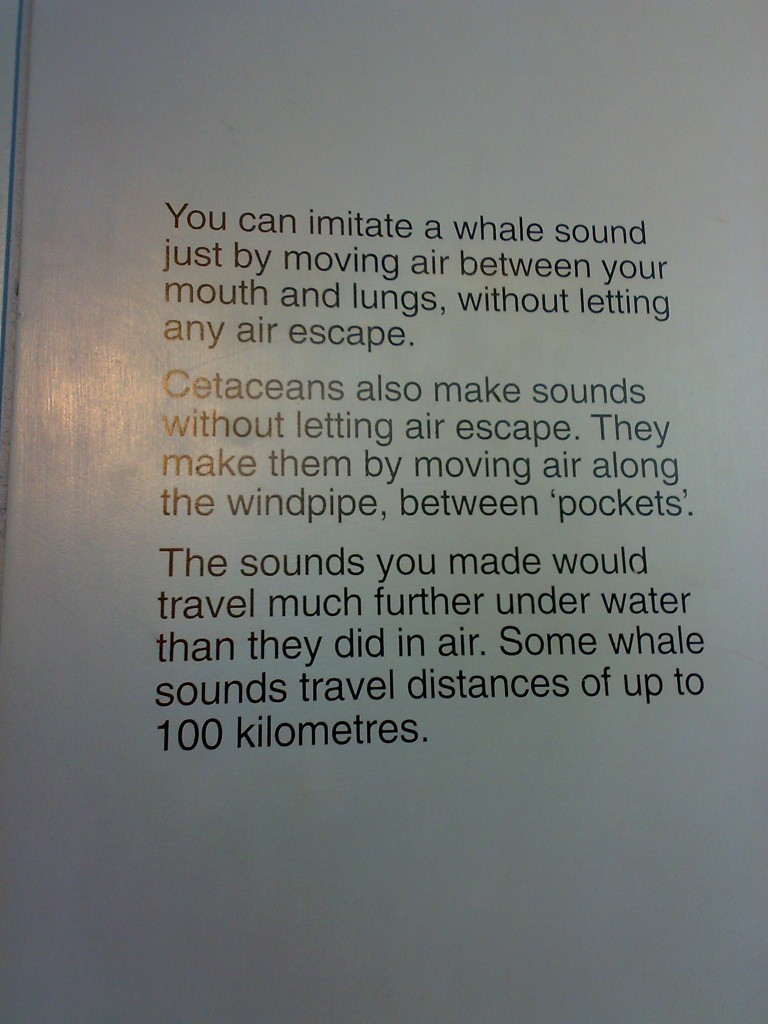 You can imitate a whale sound
just by moving air between your
mouth and lungs, without letting
any air escape.
Cetaceans also make sounds
without letting air escape. They
make them by moving air along
the windpipe, between ‘pockets’.
The sounds you made would
travel much further under water
than they did in air. Some whale
sounds travel distances of up to
100 kilometres.